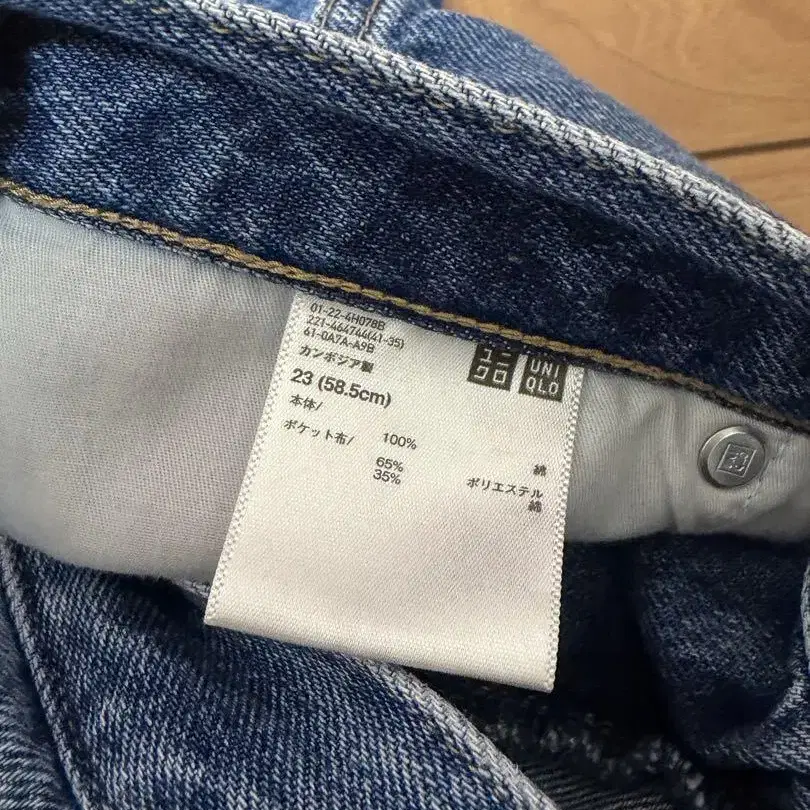 01-22-4H078B
221-464744(41-35)
61-QA7A-A9B
カンボジア製
23 (58.5cm)
本体/
100% 綿
ポケット布/
65% ポリエステル
35% 綿
ユニ
クロ
UNI
QLO